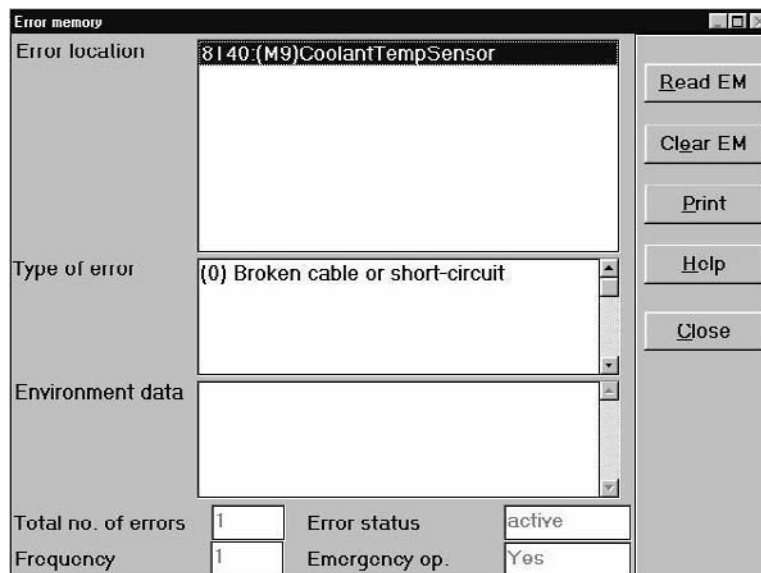 Error memory
Error location
8140:(M9)CoolantTempSensor
Read EM
Clear EM
Print
Type of error
(0) Broken cable or short-circuit
Help
Close
Environment data
Total no. of errors 1 Error status active
Frequency 1 Emergency op. Yes